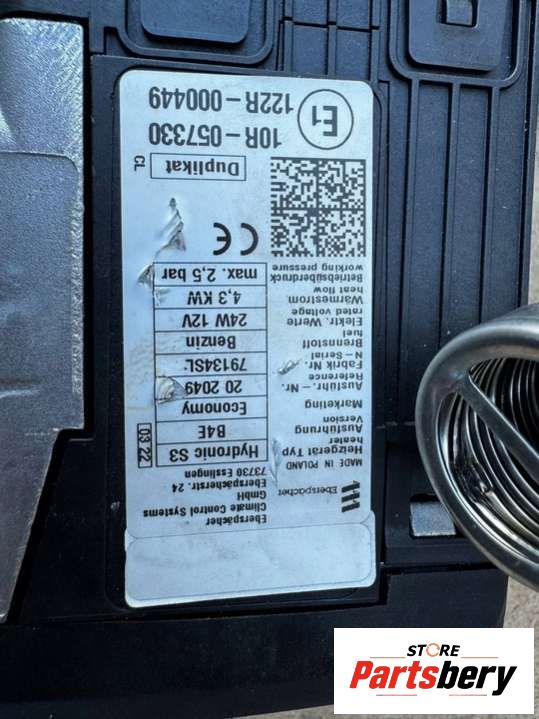 Eberspächer
Climate Control Systems
GmbH
Eberspächerstr. 24
73730 Esslingen
Eberspächer
MADE IN POLAND
Heizgerät Typ
heater
Hydronic S3
03 22
Ausführung
Version
B4E
Marketing
Economy
Ausführ.-Nr.
Reference
20 2049
Fabrik Nr.
N-Serial
79134SL
Brennstoff
fuel
Benzin
Elektr. Werte
rated voltage
24W 12V
Wärmestrom
heat flow
4,3 KW
Betriebsüberdruck
working pressure
max. 2,5 bar
CE
Duplikat
CL
10R-057330
122R-000449
E1
STORE
Partsbery